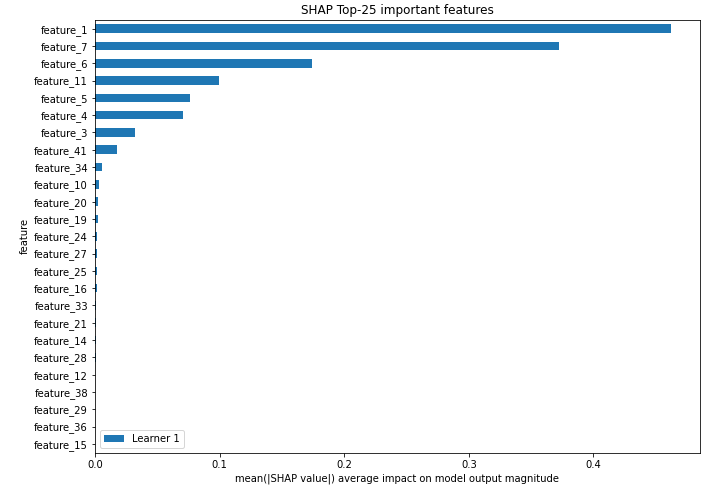 SHAP Top-25 important features
feature_1
feature_7
feature_6
feature_11
feature_5
feature_4
feature_3
feature_41
feature_34
feature_10
feature_20
feature_19
feature_24
feature_27
feature_25
feature_16
feature_33
feature_21
feature_14
feature_28
feature_12
feature_38
feature_29
feature_36
feature_15
feature
Learner 1
0.0 0.1 0.2 0.3 0.4
mean(|SHAP value|) average impact on model output magnitude